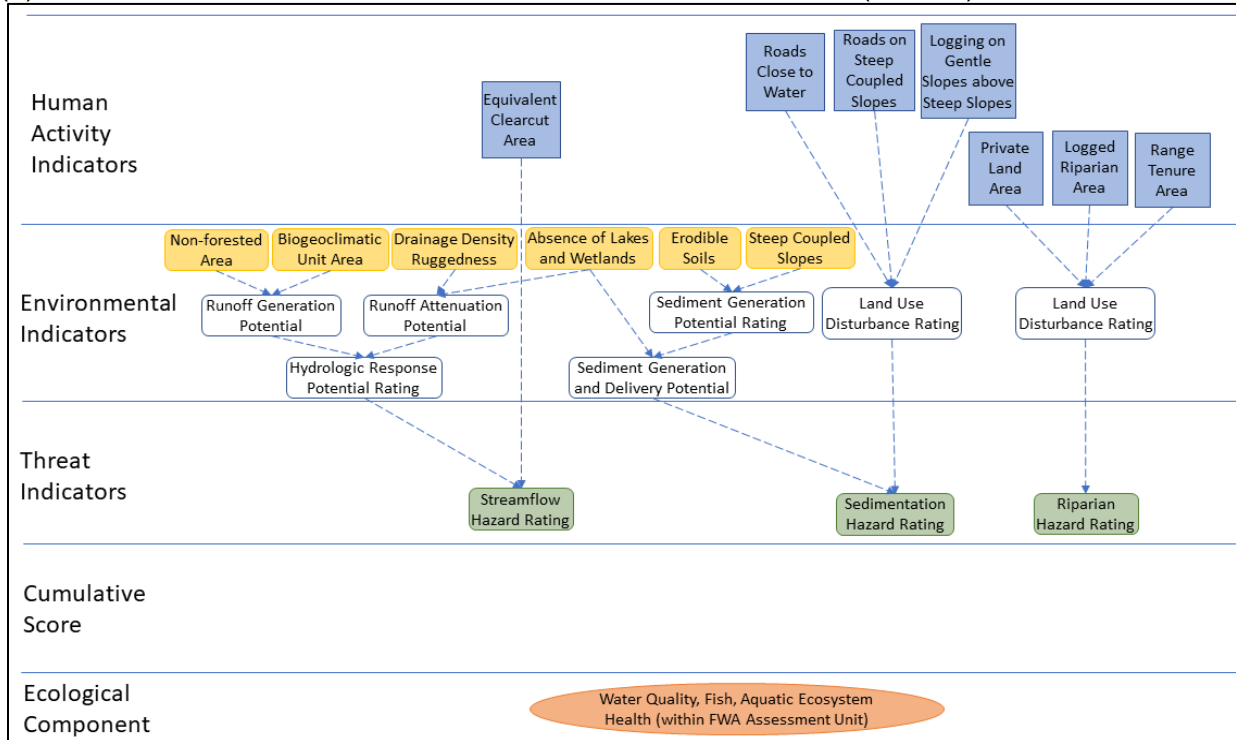 Human
Activity
Indicators
Equivalent
Clearcut
Area
Roads
Close to
Water
Roads on
Steep
Coupled
Slopes
Logging on
Gentle
Slopes above
Steep Slopes
Private
Land
Area
Logged
Riparian
Area
Range
Tenure
Area
Environmental
Indicators
Non-forested
Area
Biogeoclimatic
Unit Area
Drainage Density
Ruggedness
Absence of Lakes
and Wetlands
Erodible
Soils
Steep Coupled
Slopes
Runoff Generation
Potential
Runoff Attenuation
Potential
Sediment Generation
Potential Rating
Land Use
Disturbance Rating
Land Use
Disturbance Rating
Hydrologic Response
Potential Rating
Sediment Generation
and Delivery Potential
Threat
Indicators
Streamflow
Hazard Rating
Sedimentation
Hazard Rating
Riparian
Hazard Rating
Cumulative
Score
Ecological
Component
Water Quality, Fish, Aquatic Ecosystem
Health (within FWA Assessment Unit)